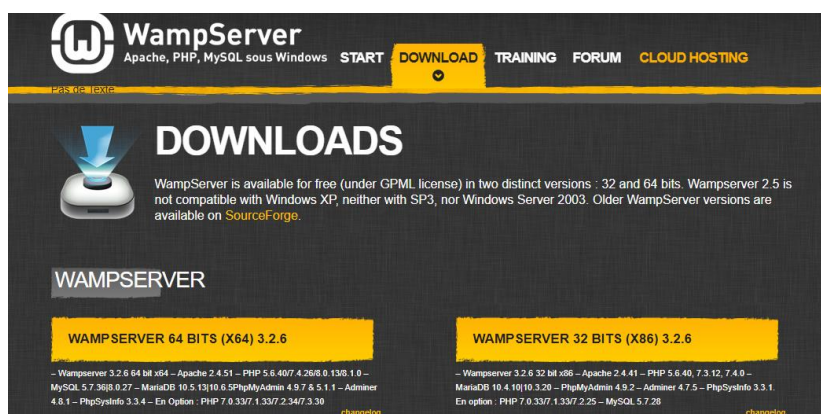 WampServer
Apache, PHP, MySQL sous Windows
START DOWNLOAD TRAINING FORUM CLOUD HOSTING
Pas de Texte
DOWNLOADS
WampServer is available for free (under GPML license) in two distinct versions : 32 and 64 bits. Wampserver 2.5 is
not compatible with Windows XP, neither with SP3, nor Windows Server 2003. Older WampServer versions are
available on SourceForge.
WAMPSERVER
WAMPSERVER 64 BITS (X64) 3.2.6
– Wampserver 3.2.6 64 bit x64 – Apache 2.4.51 – PHP 5.6.40/7.4.26/8.0.13/8.1.0 –
MySQL 5.7.36|8.0.27 – MariaDB 10.5.13|10.6.5PhpMyAdmin 4.9.7 & 5.1.1 – Adminer
4.8.1 – PhpSysInfo 3.3.4 – En Option : PHP 7.0.33/7.1.33/7.2.34/7.3.30
changelog
WAMPSERVER 32 BITS (X86) 3.2.6
– Wampserver 3.2.6 32 bit x86 – Apache 2.4.41 – PHP 5.6.40, 7.3.12, 7.4.0 –
MariaDB 10.4.10|10.3.20 – PhpMyAdmin 4.9.2 – Adminer 4.7.5 – PhpSysInfo 3.3.1.
En option : PHP 7.0.33/7.1.33/7.2.25 – MySQL 5.7.28
changelog